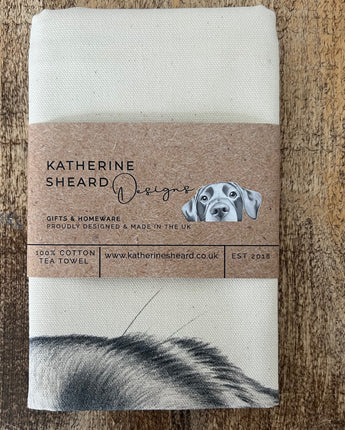 KATHERINE
SHEARD Designs
GIFTS & HOMEWARE
PROUDLY DESIGNED & MADE IN THE UK
100% COTTON
TEA TOWEL
www.katherinesheard.co.uk
EST 2018